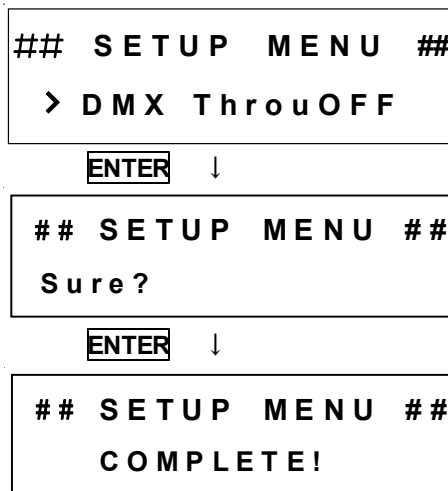 ## SETUP MENU ##
> DMX ThrouOFF
ENTER ↓
## SETUP MENU ##
Sure?
ENTER ↓
## SETUP MENU ##
COMPLETE!